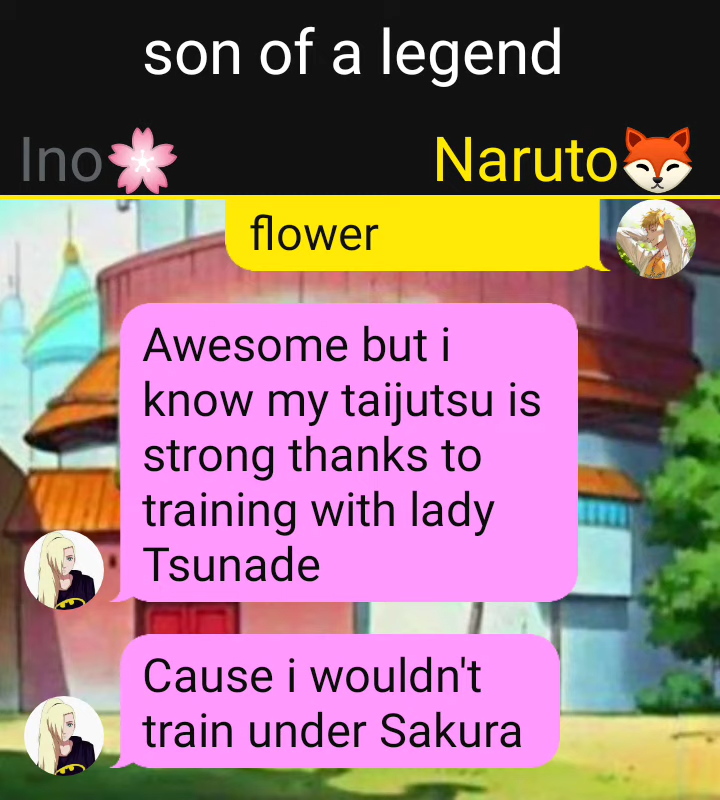 son of a legend
Ino🌸 Naruto🦊
flower
Awesome but i
know my taijutsu is
strong thanks to
training with lady
Tsunade
Cause i wouldn't
train under Sakura